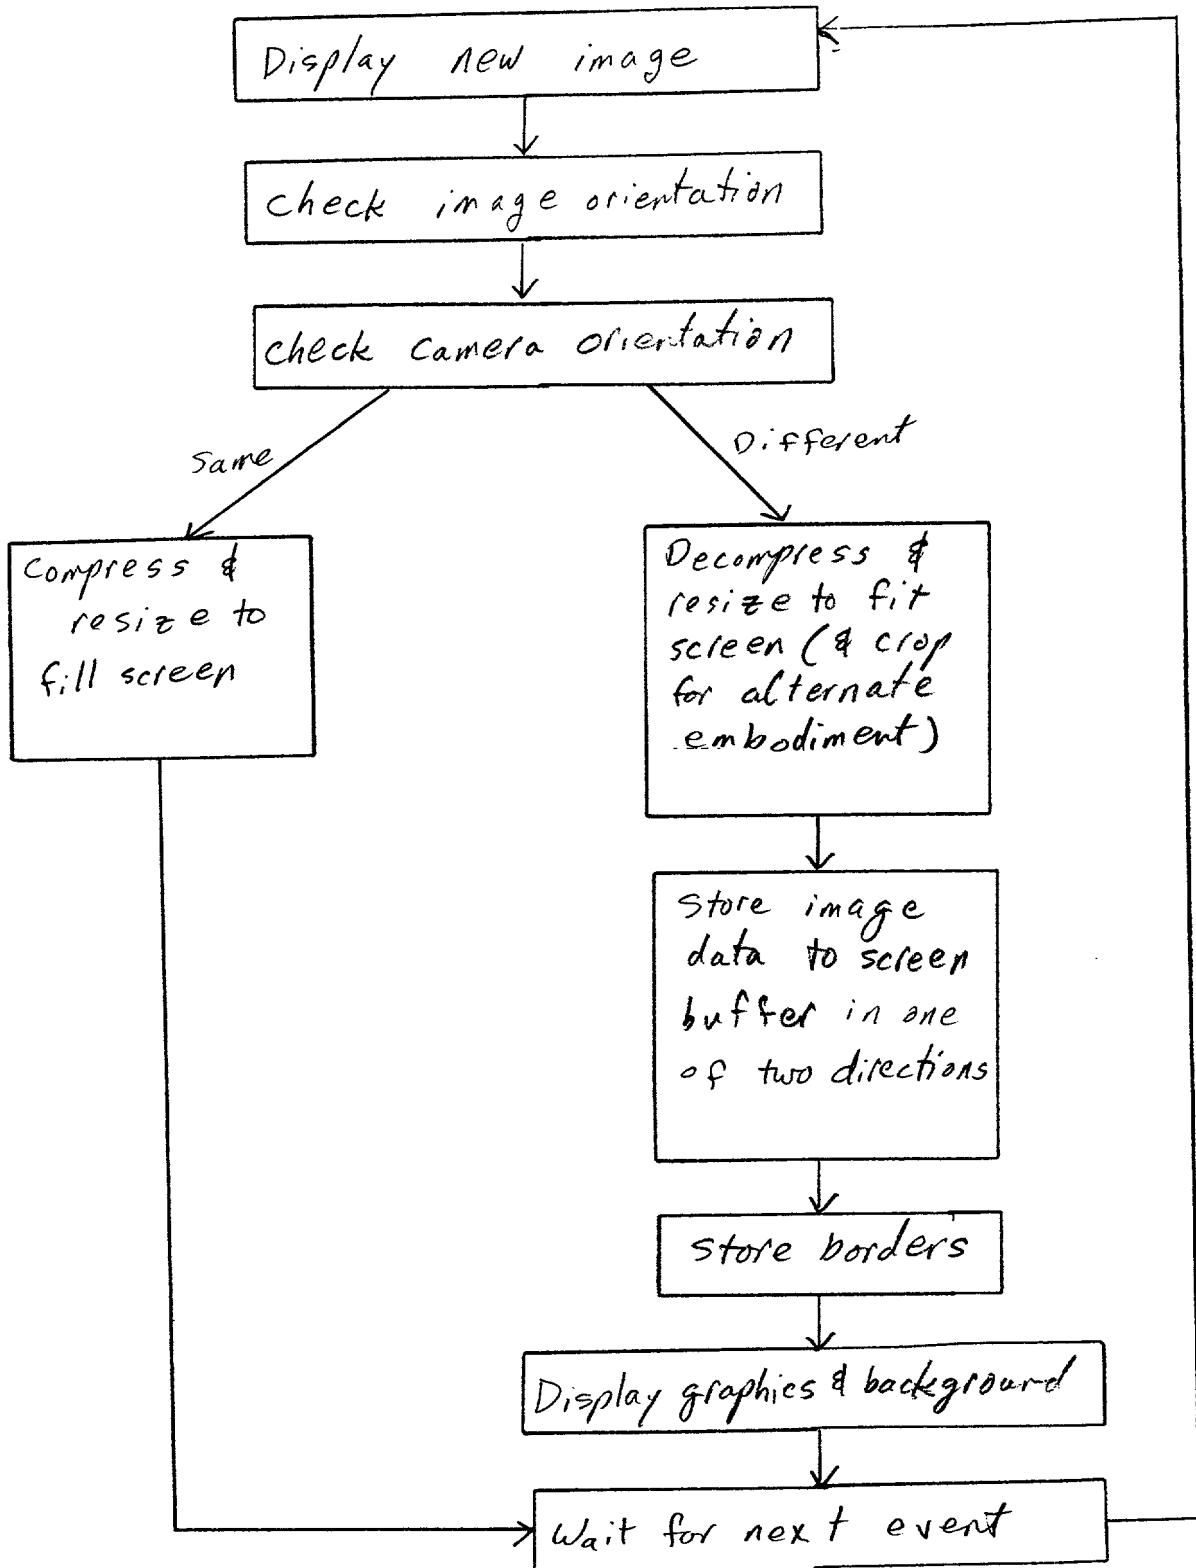 Display new image
check image orientation
check camera orientation
Same
Different
Compress &
resize to
fill screen
Decompress &
resize to fit
screen (& crop
for alternate
embodiment)
Store image
data to screen
buffer in one
of two directions
Store borders
Display graphics & background
Wait for next event